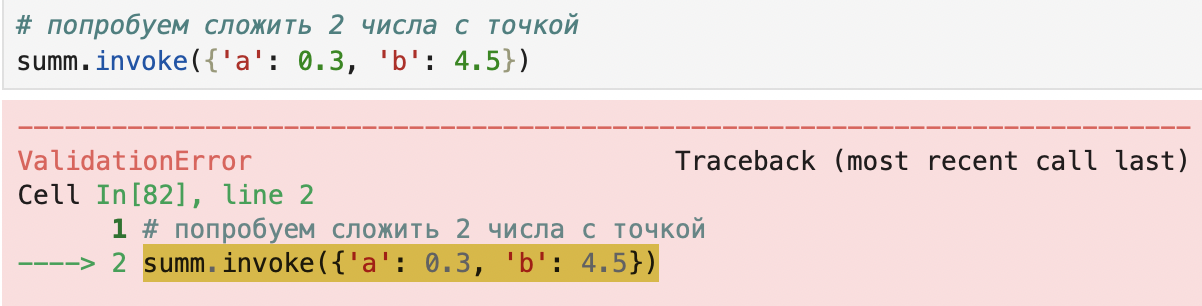 # попробуем сложить 2 числа с точкой
summ.invoke({'a': 0.3, 'b': 4.5})
---------------------------------------------------------------------------
ValidationError                           Traceback (most recent call last)
Cell In[82], line 2
      1 # попробуем сложить 2 числа с точкой
----> 2 summ.invoke({'a': 0.3, 'b': 4.5})